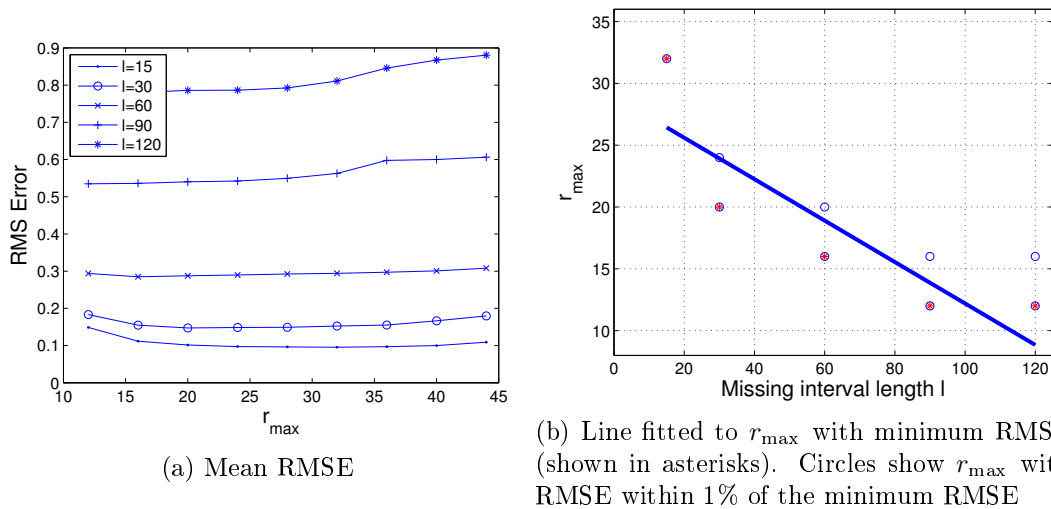 0.9
0.8
0.7
0.6
0.5
0.4
0.3
0.2
0.1
0
RMS Error
l=15
l=30
l=60
l=90
l=120
10 15 20 25 30 35 40 45
r_max
(a) Mean RMSE
35
30
25
20
15
10
r_max
0 20 40 60 80 100 120
Missing interval length l
(b) Line fitted to r_max with minimum RMS
(shown in asterisks). Circles show r_max wit
RMSE within 1% of the minimum RMSE